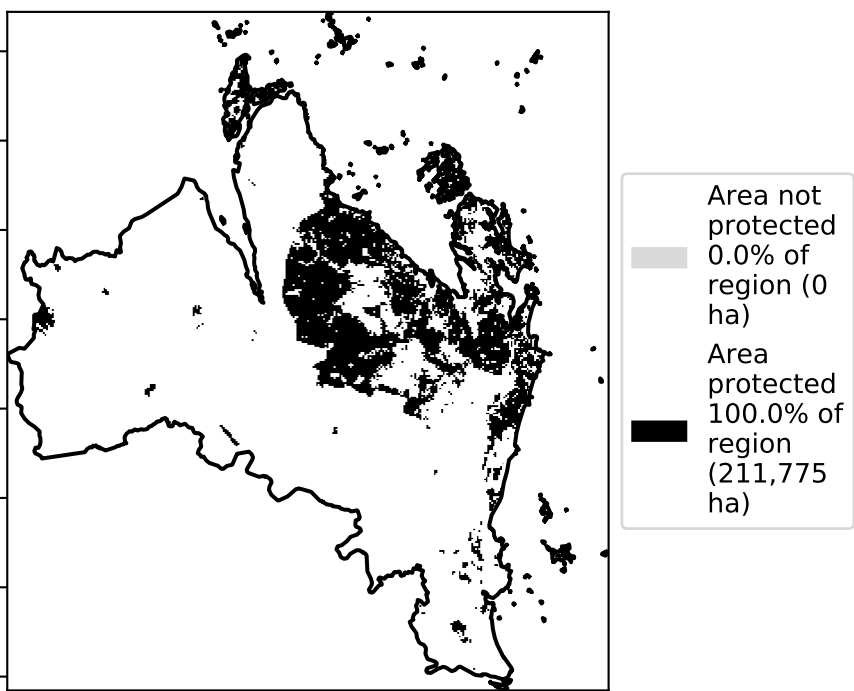 Area not
protected
0.0% of
region (0
ha)
Area
protected
100.0% of
region
(211,775
ha)